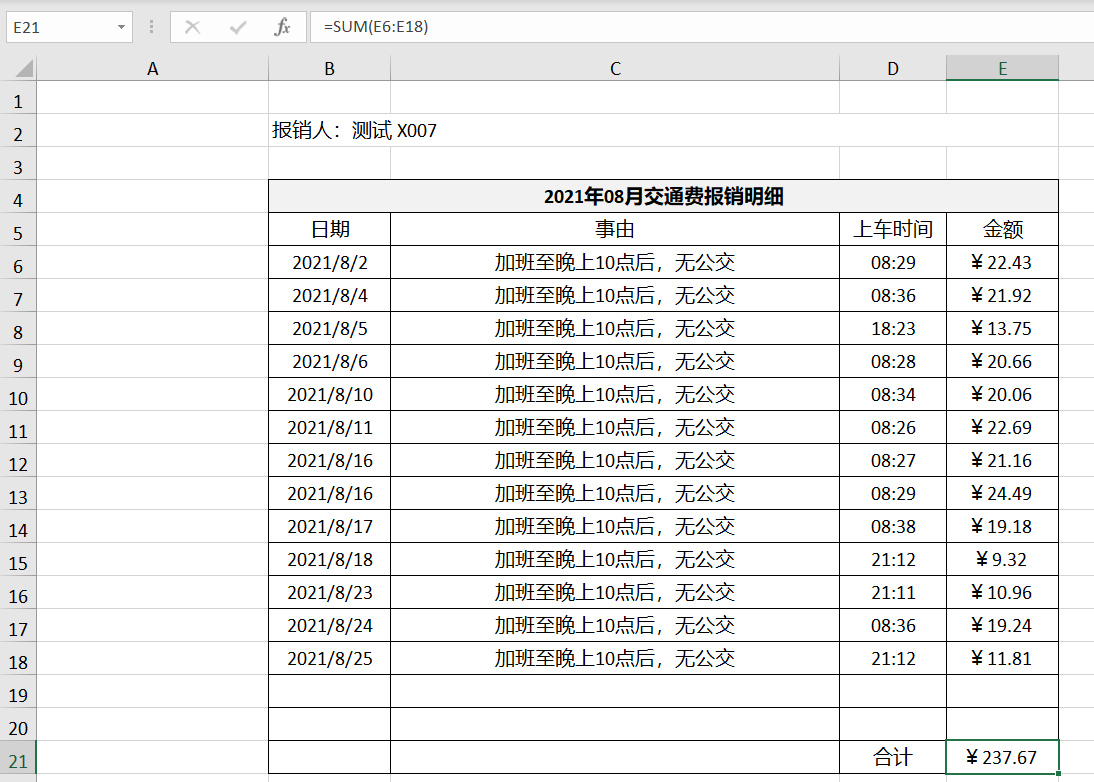 E21 fx =SUM(E6:E18)
A B C D E
1
2 报销人：测试 X007
3
4 2021年08月交通费报销明细
5 日期 事由 上车时间 金额
6 2021/8/2 加班至晚上10点后，无公交 08:29 ¥ 22.43
7 2021/8/4 加班至晚上10点后，无公交 08:36 ¥ 21.92
8 2021/8/5 加班至晚上10点后，无公交 18:23 ¥ 13.75
9 2021/8/6 加班至晚上10点后，无公交 08:28 ¥ 20.66
10 2021/8/10 加班至晚上10点后，无公交 08:34 ¥ 20.06
11 2021/8/11 加班至晚上10点后，无公交 08:26 ¥ 22.69
12 2021/8/16 加班至晚上10点后，无公交 08:27 ¥ 21.16
13 2021/8/16 加班至晚上10点后，无公交 08:29 ¥ 24.49
14 2021/8/17 加班至晚上10点后，无公交 08:38 ¥ 19.18
15 2021/8/18 加班至晚上10点后，无公交 21:12 ¥ 9.32
16 2021/8/23 加班至晚上10点后，无公交 21:11 ¥ 10.96
17 2021/8/24 加班至晚上10点后，无公交 08:36 ¥ 19.24
18 2021/8/25 加班至晚上10点后，无公交 21:12 ¥ 11.81
19
20
21 合计 ¥ 237.67